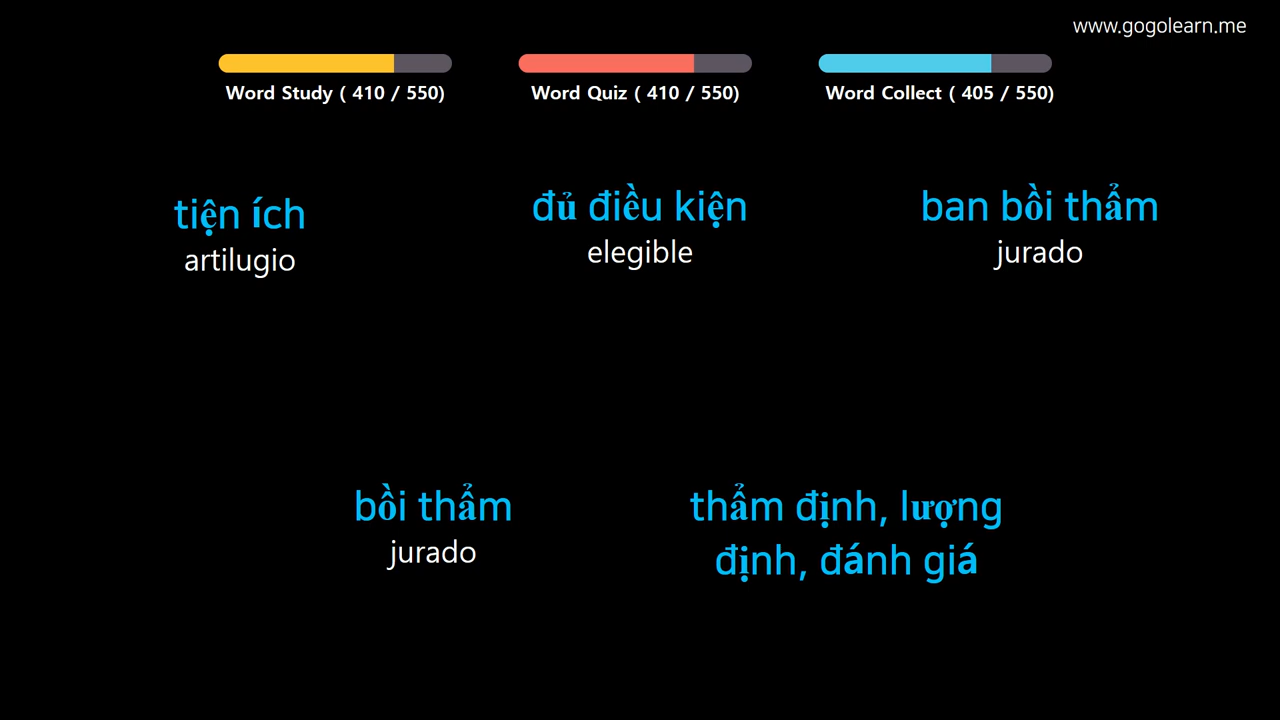 www.gogolearn.me
Word Study ( 410 / 550)
Word Quiz ( 410 / 550)
Word Collect ( 405 / 550)
tiện ích
artilugio
đủ điều kiện
elegible
ban bồi thẩm
jurado
bồi thẩm
jurado
thẩm định, lượng
định, đánh giá